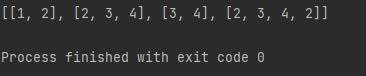 [[1, 2], [2, 3, 4], [3, 4], [2, 3, 4, 2]]
Process finished with exit code 0